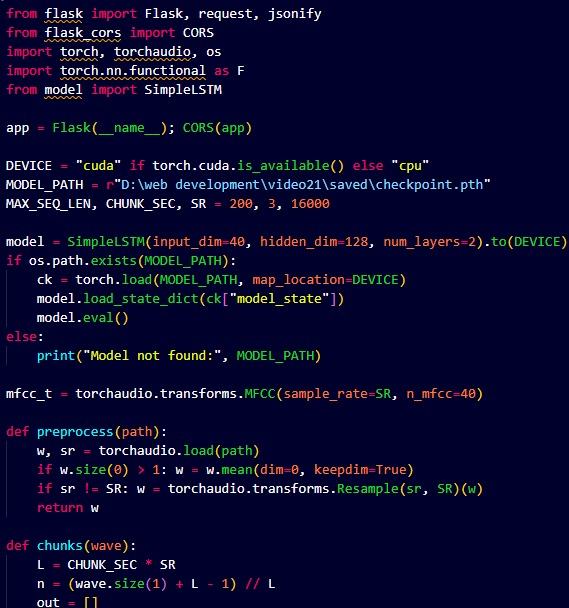 from flask import Flask, request, jsonify
from flask_cors import CORS
import torch, torchaudio, os
import torch.nn.functional as F
from model import SimpleLSTM

app = Flask(__name__); CORS(app)

DEVICE = "cuda" if torch.cuda.is_available() else "cpu"
MODEL_PATH = r"D:\web development\video21\saved\checkpoint.pth"
MAX_SEQ_LEN, CHUNK_SEC, SR = 200, 3, 16000

model = SimpleLSTM(input_dim=40, hidden_dim=128, num_layers=2).to(DEVICE)
if os.path.exists(MODEL_PATH):
    ck = torch.load(MODEL_PATH, map_location=DEVICE)
    model.load_state_dict(ck["model_state"])
    model.eval()
else:
    print("Model not found:", MODEL_PATH)

mfcc_t = torchaudio.transforms.MFCC(sample_rate=SR, n_mfcc=40)

def preprocess(path):
    w, sr = torchaudio.load(path)
    if w.size(0) > 1: w = w.mean(dim=0, keepdim=True)
    if sr != SR: w = torchaudio.transforms.Resample(sr, SR)(w)
    return w

def chunks(wave):
    L = CHUNK_SEC * SR
    n = (wave.size(1) + L - 1) // L
    out = []